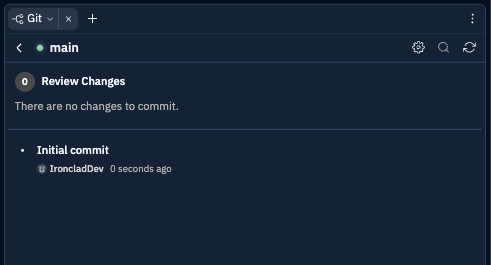 Git
main
0 Review Changes
There are no changes to commit.
Initial commit
IroncladDev 0 seconds ago